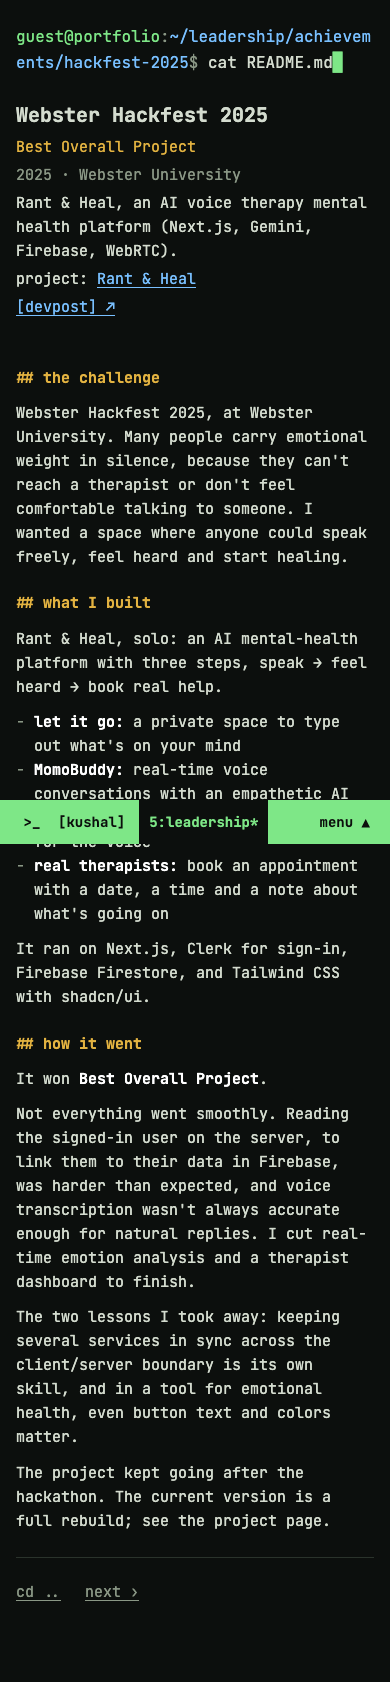 guest@portfolio:~/leadership/achievem
ents/hackfest-2025$ cat README.md
Webster Hackfest 2025
Best Overall Project
2025 · Webster University
Rant & Heal, an AI voice therapy mental
health platform (Next.js, Gemini,
Firebase, WebRTC).
project: Rant & Heal
[devpost] ↗
## the challenge
Webster Hackfest 2025, at Webster
University. Many people carry emotional
weight in silence, because they can't
reach a therapist or don't feel
comfortable talking to someone. I
wanted a space where anyone could speak
freely, feel heard and start healing.
## what I built
Rant & Heal, solo: an AI mental-health
platform with three steps, speak → feel
heard → book real help.
- let it go: a private space to type
out what's on your mind
- MomoBuddy: real-time voice
conversations with an empathetic AI
>_ [kushal] 5:leadership* menu ▲
for the voice
- real therapists: book an appointment
with a date, a time and a note about
what's going on
It ran on Next.js, Clerk for sign-in,
Firebase Firestore, and Tailwind CSS
with shadcn/ui.
## how it went
It won Best Overall Project.
Not everything went smoothly. Reading
the signed-in user on the server, to
link them to their data in Firebase,
was harder than expected, and voice
transcription wasn't always accurate
enough for natural replies. I cut real-
time emotion analysis and a therapist
dashboard to finish.
The two lessons I took away: keeping
several services in sync across the
client/server boundary is its own
skill, and in a tool for emotional
health, even button text and colors
matter.
The project kept going after the
hackathon. The current version is a
full rebuild; see the project page.
cd .. next ›